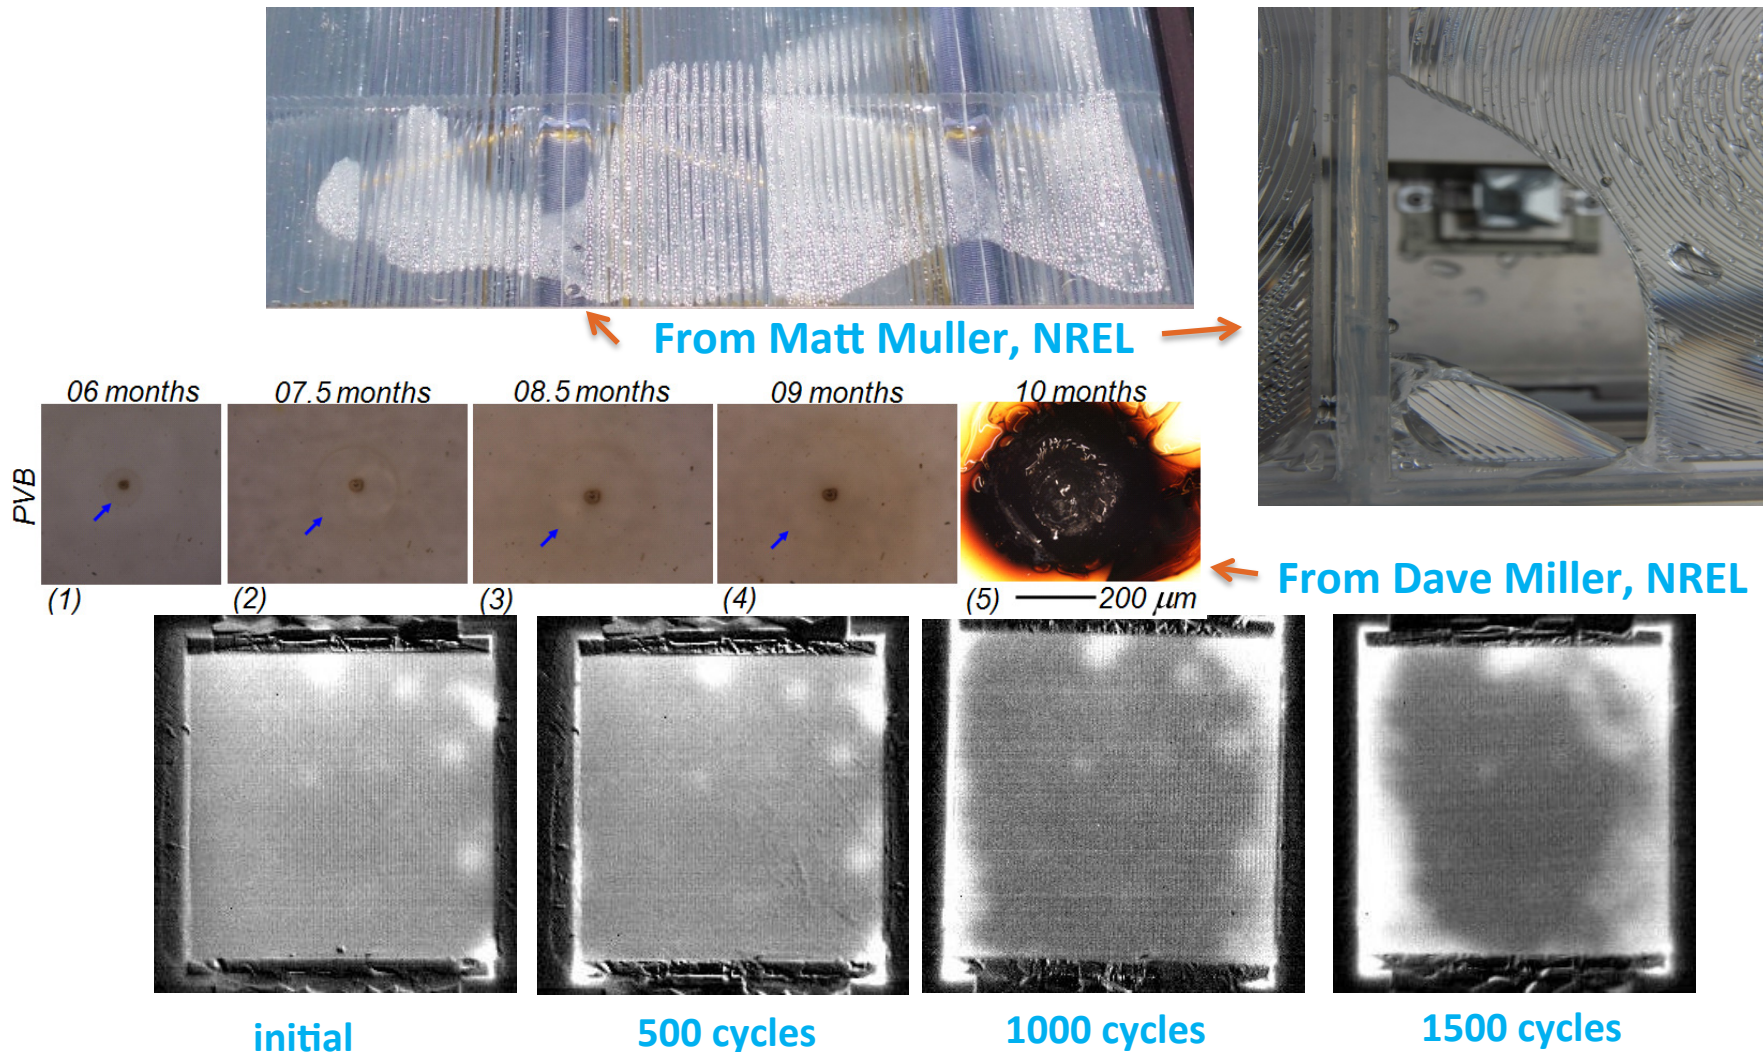 From Matt Muller, NREL
06 months
07.5 months
08.5 months
09 months
10 months
PVB
(1)
(2)
(3)
(4)
(5)
200 μm
From Dave Miller, NREL
initial
500 cycles
1000 cycles
1500 cycles